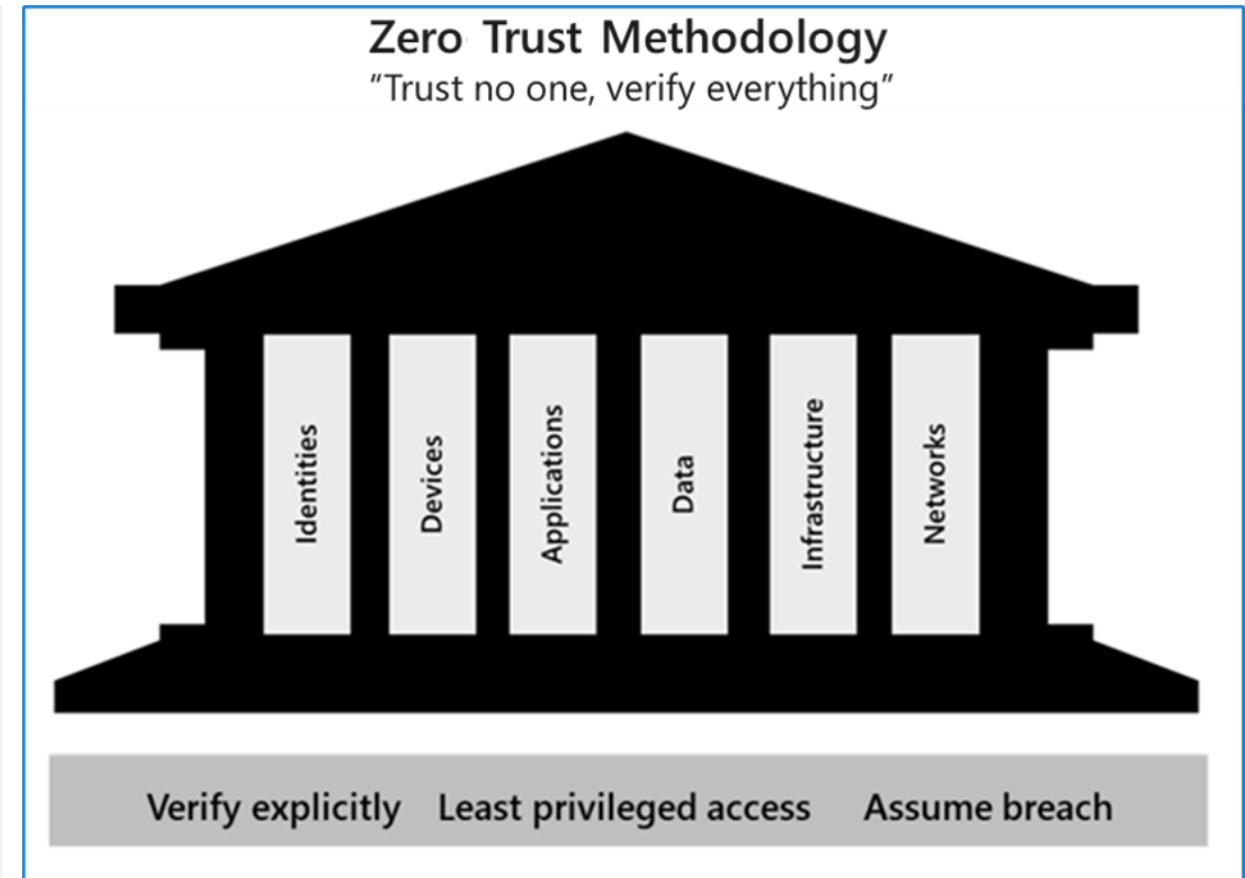 Zero Trust Methodology
"Trust no one, verify everything"
Identities
Devices
Applications
Data
Infrastructure
Networks
Verify explicitly Least privileged access Assume breach